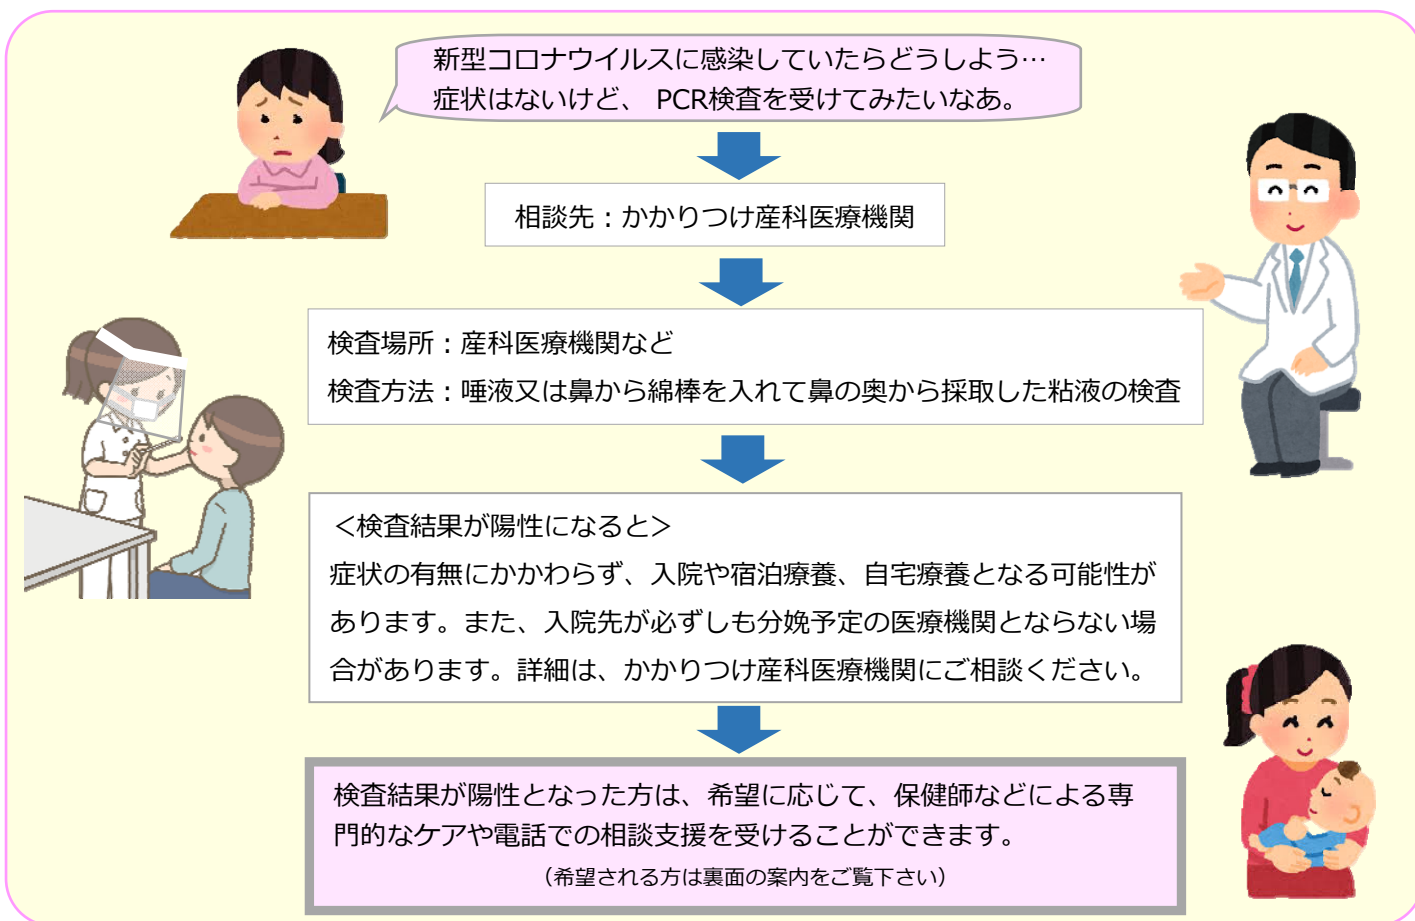 新型コロナウイルスに感染していたらどうしよう…
症状はないけど、 PCR検査を受けてみたいなあ。
相談先：かかりつけ産科医療機関
検査場所：産科医療機関など
検査方法：唾液又は鼻から綿棒を入れて鼻の奥から採取した粘液の検査
＜検査結果が陽性になると＞
症状の有無にかかわらず、入院や宿泊療養、自宅療養となる可能性が
あります。また、入院先が必ずしも分娩予定の医療機関とならない場
合があります。詳細は、かかりつけ産科医療機関にご相談ください。
検査結果が陽性となった方は、希望に応じて、保健師などによる専
門的なケアや電話での相談支援を受けることができます。
（希望される方は裏面の案内をご覧下さい）